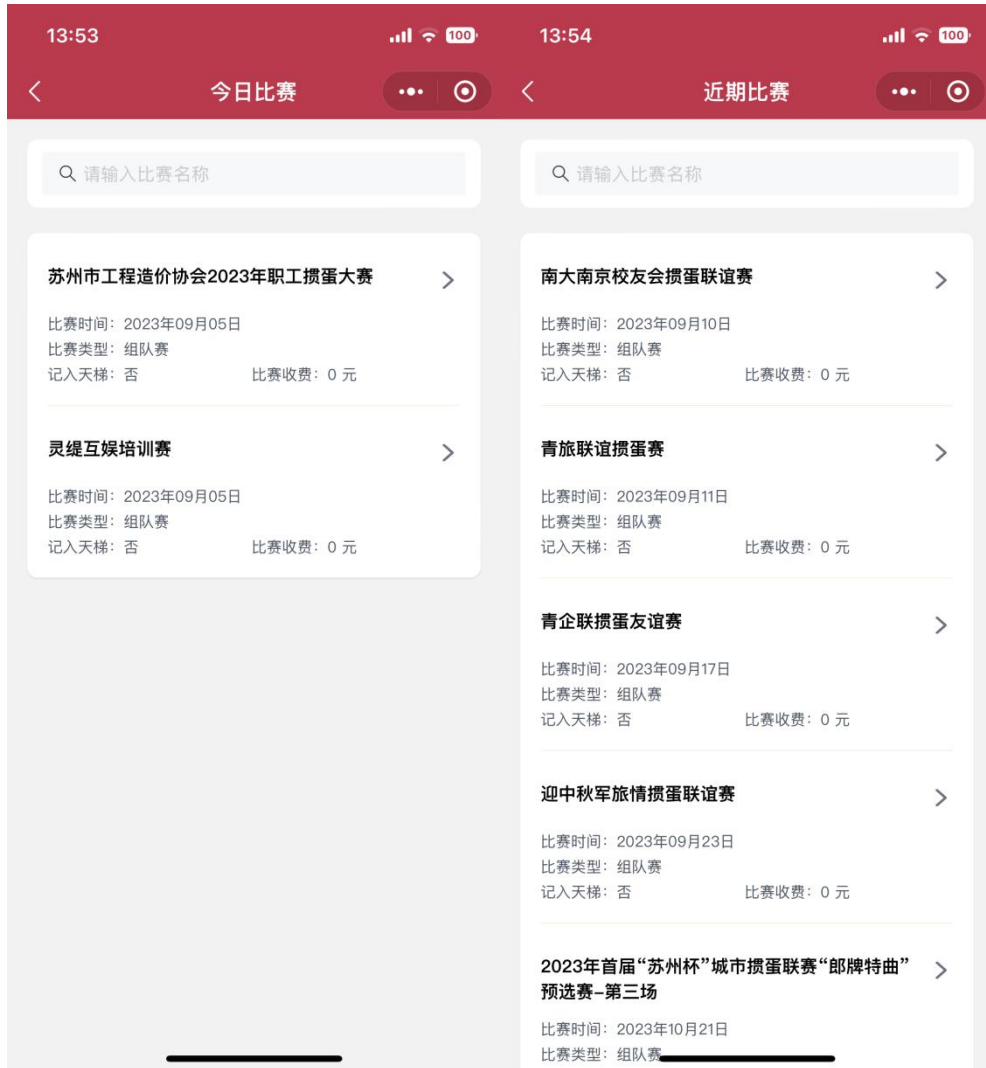 13:53
100
今日比赛
请输入比赛名称
苏州市工程造价协会2023年职工掼蛋大赛
比赛时间：2023年09月05日
比赛类型：组队赛
记入天梯：否 比赛收费：0 元
灵缇互娱培训赛
比赛时间：2023年09月05日
比赛类型：组队赛
记入天梯：否 比赛收费：0 元
13:54
100
近期比赛
请输入比赛名称
南大南京校友会掼蛋联谊赛
比赛时间：2023年09月10日
比赛类型：组队赛
记入天梯：否 比赛收费：0 元
青旅联谊掼蛋赛
比赛时间：2023年09月11日
比赛类型：组队赛
记入天梯：否 比赛收费：0 元
青企联掼蛋友谊赛
比赛时间：2023年09月17日
比赛类型：组队赛
记入天梯：否 比赛收费：0 元
迎中秋军旅情掼蛋联谊赛
比赛时间：2023年09月23日
比赛类型：组队赛
记入天梯：否 比赛收费：0 元
2023年首届“苏州杯”城市掼蛋联赛“郎牌特曲”
预选赛-第三场
比赛时间：2023年10月21日
比赛类型：组队赛